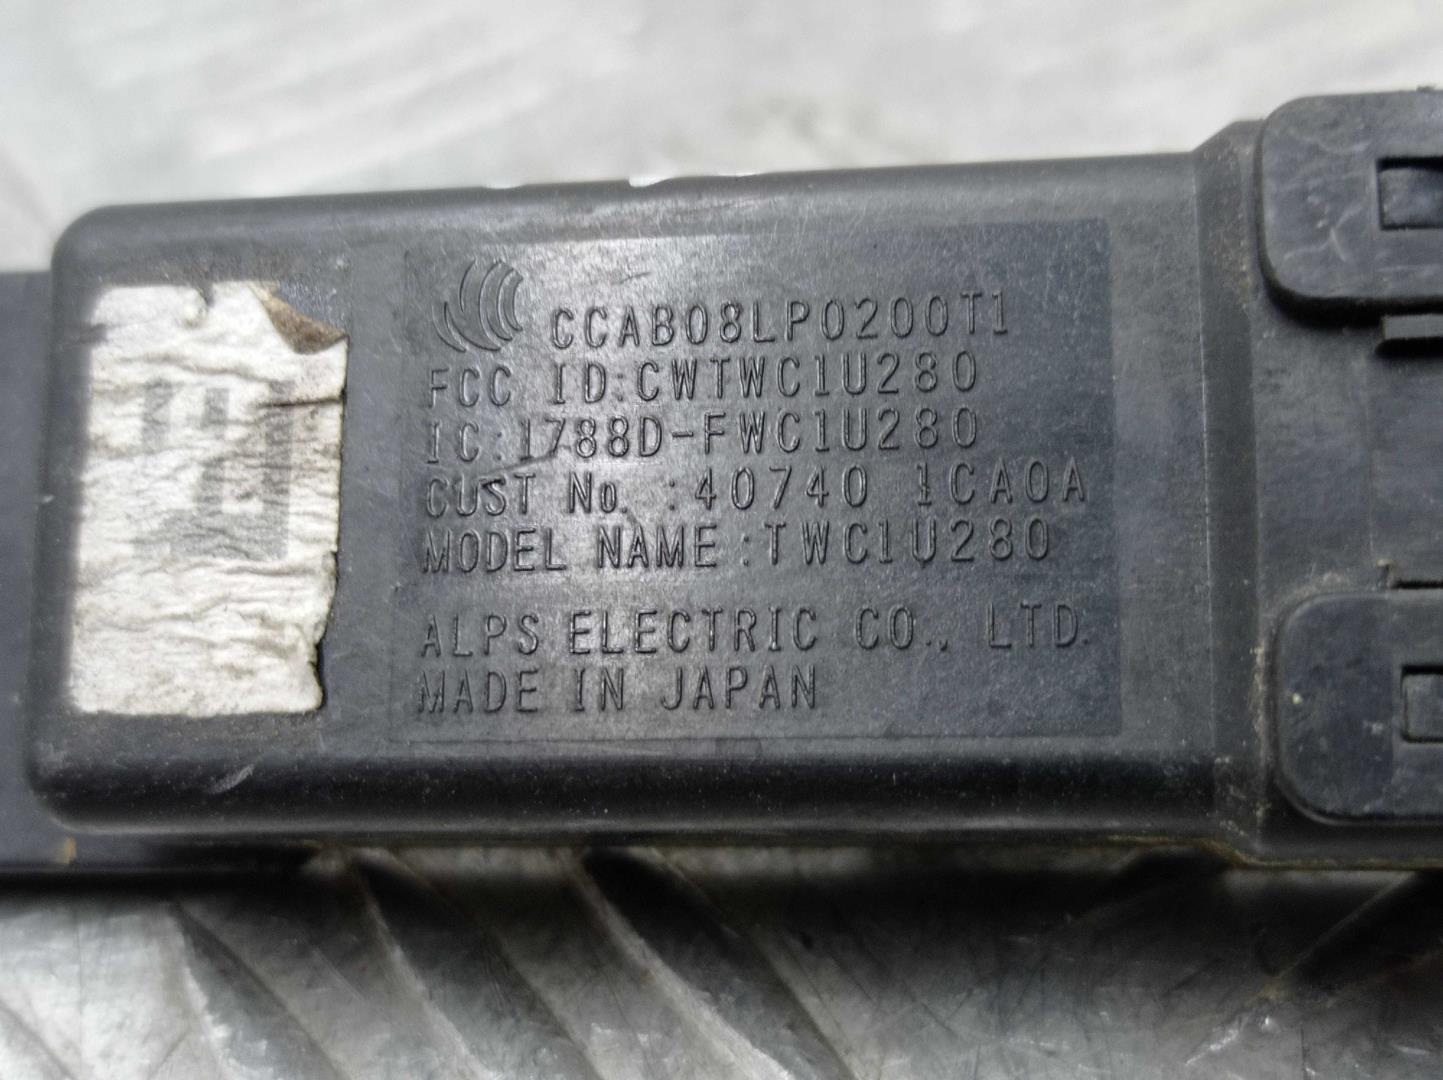 CCAB08LP0200T1
FCC ID:CWTWC1U280
IC:1788D-FWC1U280
CUST No. :40740 1CA0A
MODEL NAME:TWC1U280
ALPS ELECTRIC CO., LTD.
MADE IN JAPAN